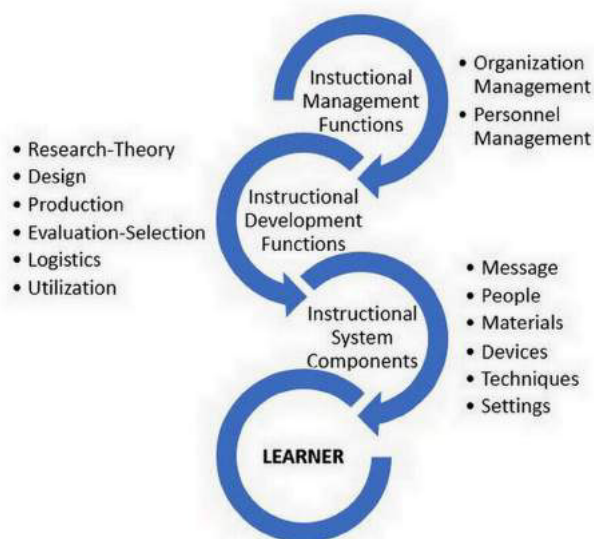 Instuctional
Management
Functions
• Organization
Management
• Personnel
Management
• Research-Theory
• Design
• Production
• Evaluation-Selection
• Logistics
• Utilization
Instructional
Development
Functions
Instructional
System
Components
• Message
• People
• Materials
• Devices
• Techniques
• Settings
LEARNER